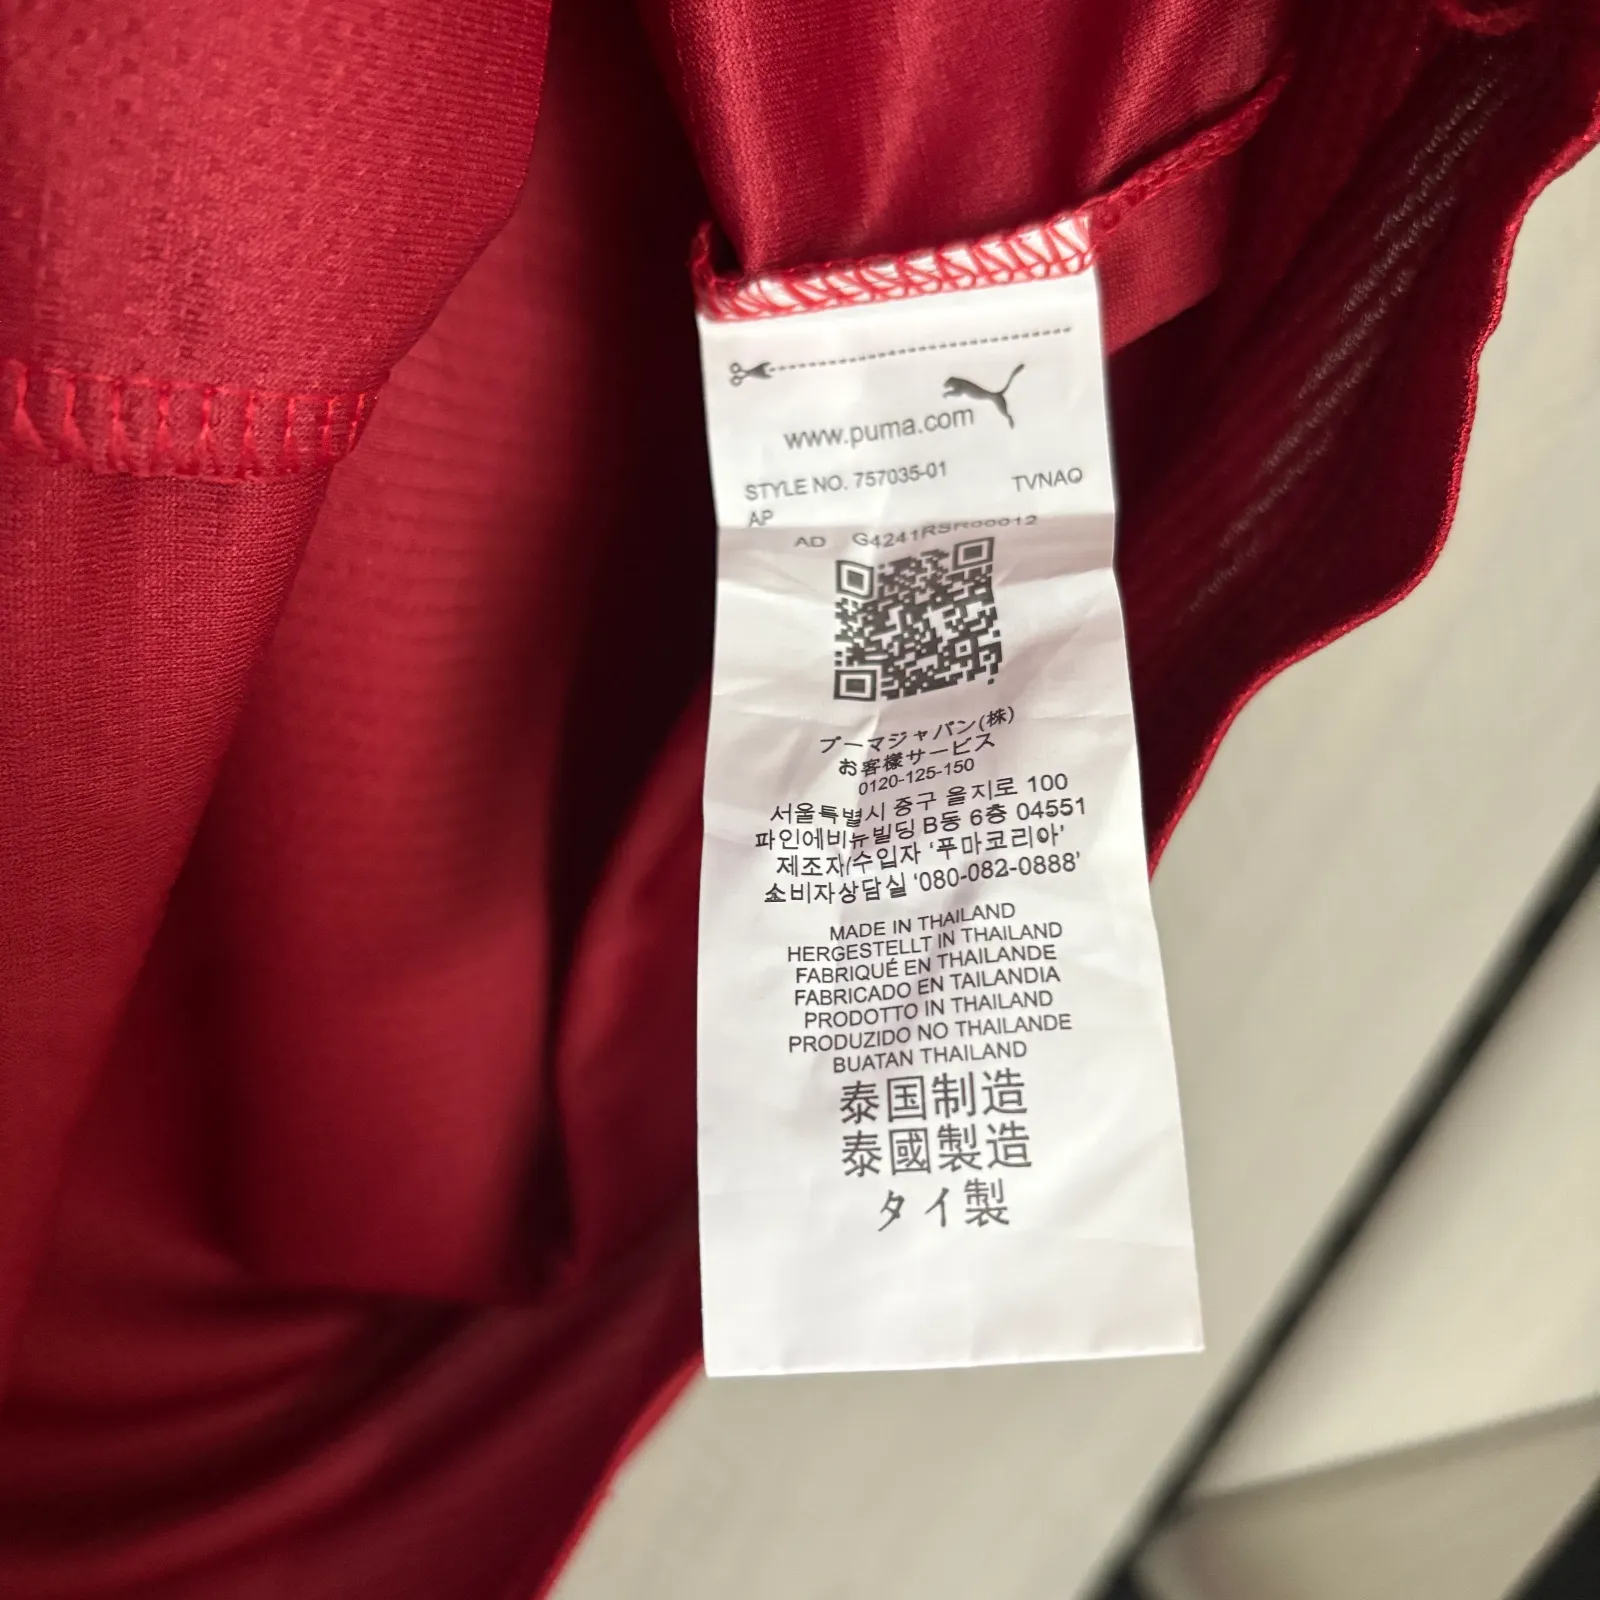 www.puma.com
STYLE NO. 757035-01 TVNAQ
AP
AD G4241RSR00012
プーマジャパン(株)
お客様サービス
0120-125-150
서울특별시 중구 을지로 100
파인에비뉴빌딩 B동 6층 04551
제조자/수입자 '푸마코리아'
소비자상담실 '080-082-0888'
MADE IN THAILAND
HERGESTELLT IN THAILAND
FABRIQUÉ EN THAILANDE
FABRICADO EN TAILANDIA
PRODOTTO IN THAILAND
PRODUZIDO NO THAILANDE
BUATAN THAILAND
泰国制造
泰國製造
タイ製